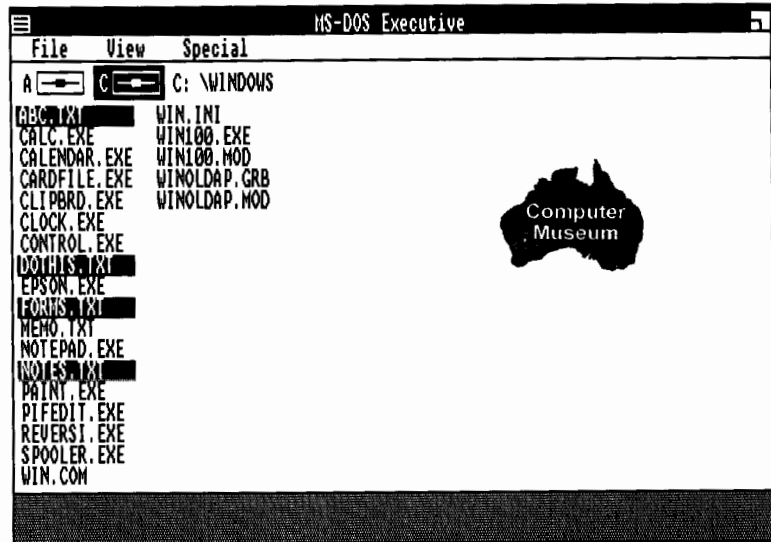 MS-DOS Executive
File View Special
A C C: \WINDOWS
ABC.TXT WIN.INI
CALC.EXE WIN100.EXE
CALENDAR.EXE WIN100.MOD
CARDFILE.EXE WINOLDAP.GRB
CLIPBRD.EXE WINOLDAP.MOD
CLOCK.EXE
CONTROL.EXE
DOTHIS.TXT
EPSON.EXE
FORMS.TXT
MEMO.TXT
NOTEPAD.EXE
NOTES.TXT
PAINT.EXE
PIFEDIT.EXE
REVERSI.EXE
SPOOLER.EXE
WIN.COM
Computer
Museum